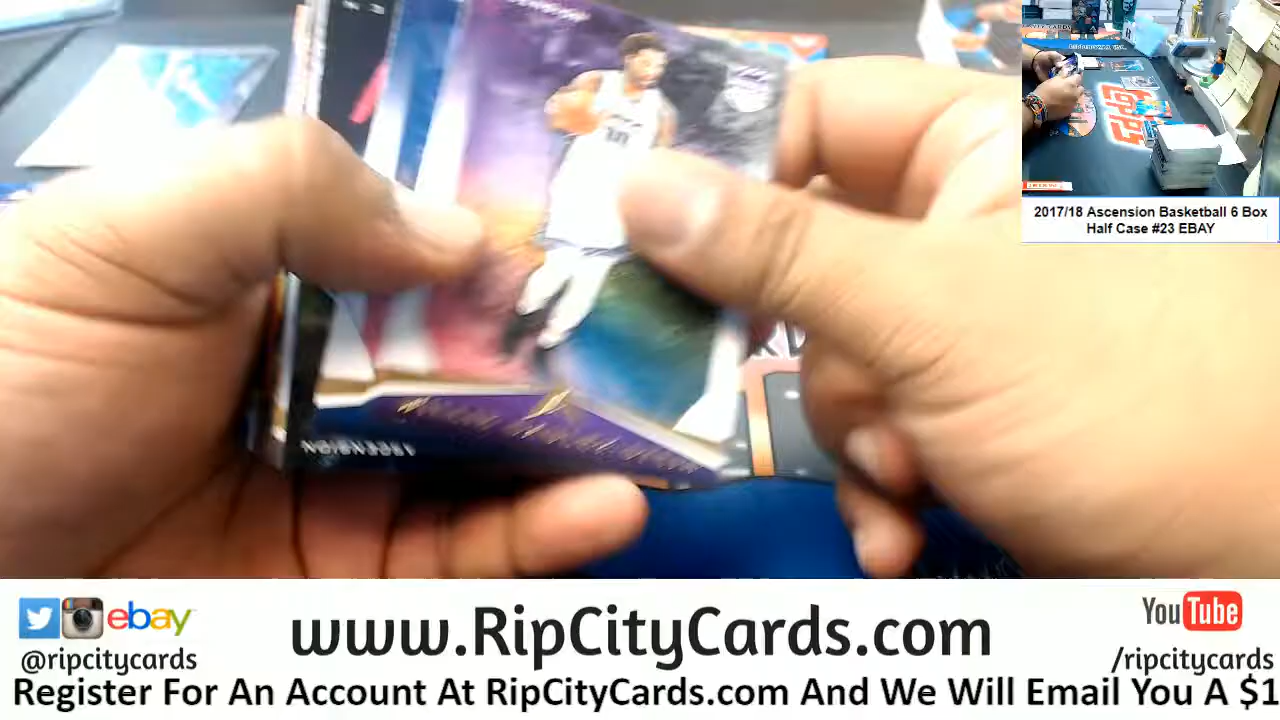 ASCENSION
2017/18 Ascension Basketball 6 Box
Half Case #23 EBAY
ebay
@ripcitycards
www.RipCityCards.com
YouTube
/ripcitycards
Register For An Account At RipCityCards.com And We Will Email You A $1